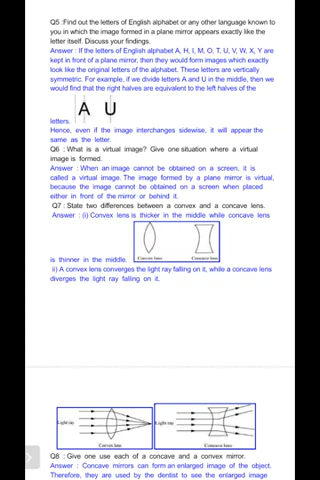 Q5 :Find out the letters of English alphabet or any other language known to
you in which the image formed in a plane mirror appears exactly like the
letter itself. Discuss your findings.
Answer : If the letters of English alphabet A, H, I, M, O, T, U, V, W, X, Y are
kept in front of a plane mirror, then they would form images which exactly
look like the original letters of the alphabet. These letters are vertically
symmetric. For example, if we divide letters A and U in the middle, then we
would find that the right halves are equivalent to the left halves of the
A U
letters.
Hence, even if the image interchanges sidewise, it will appear the
same as the letter.
Q6 : What is a virtual image? Give one situation where a virtual
image is formed.
Answer : When an image cannot be obtained on a screen, it is
called a virtual image. The image formed by a plane mirror is virtual,
because the image cannot be obtained on a screen when placed
either in front of the mirror or behind it.
Q7 : State two differences between a convex and a concave lens.
Answer : (i) Convex lens is thicker in the middle while concave lens
Convex lens Concave lens
is thinner in the middle.
ii) A convex lens converges the light ray falling on it, while a concave lens
diverges the light ray falling on it.
Light ray Light ray
Convex lens Concave lens
Q8 : Give one use each of a concave and a convex mirror.
Answer : Concave mirrors can form an enlarged image of the object.
Therefore, they are used by the dentist to see the enlarged image